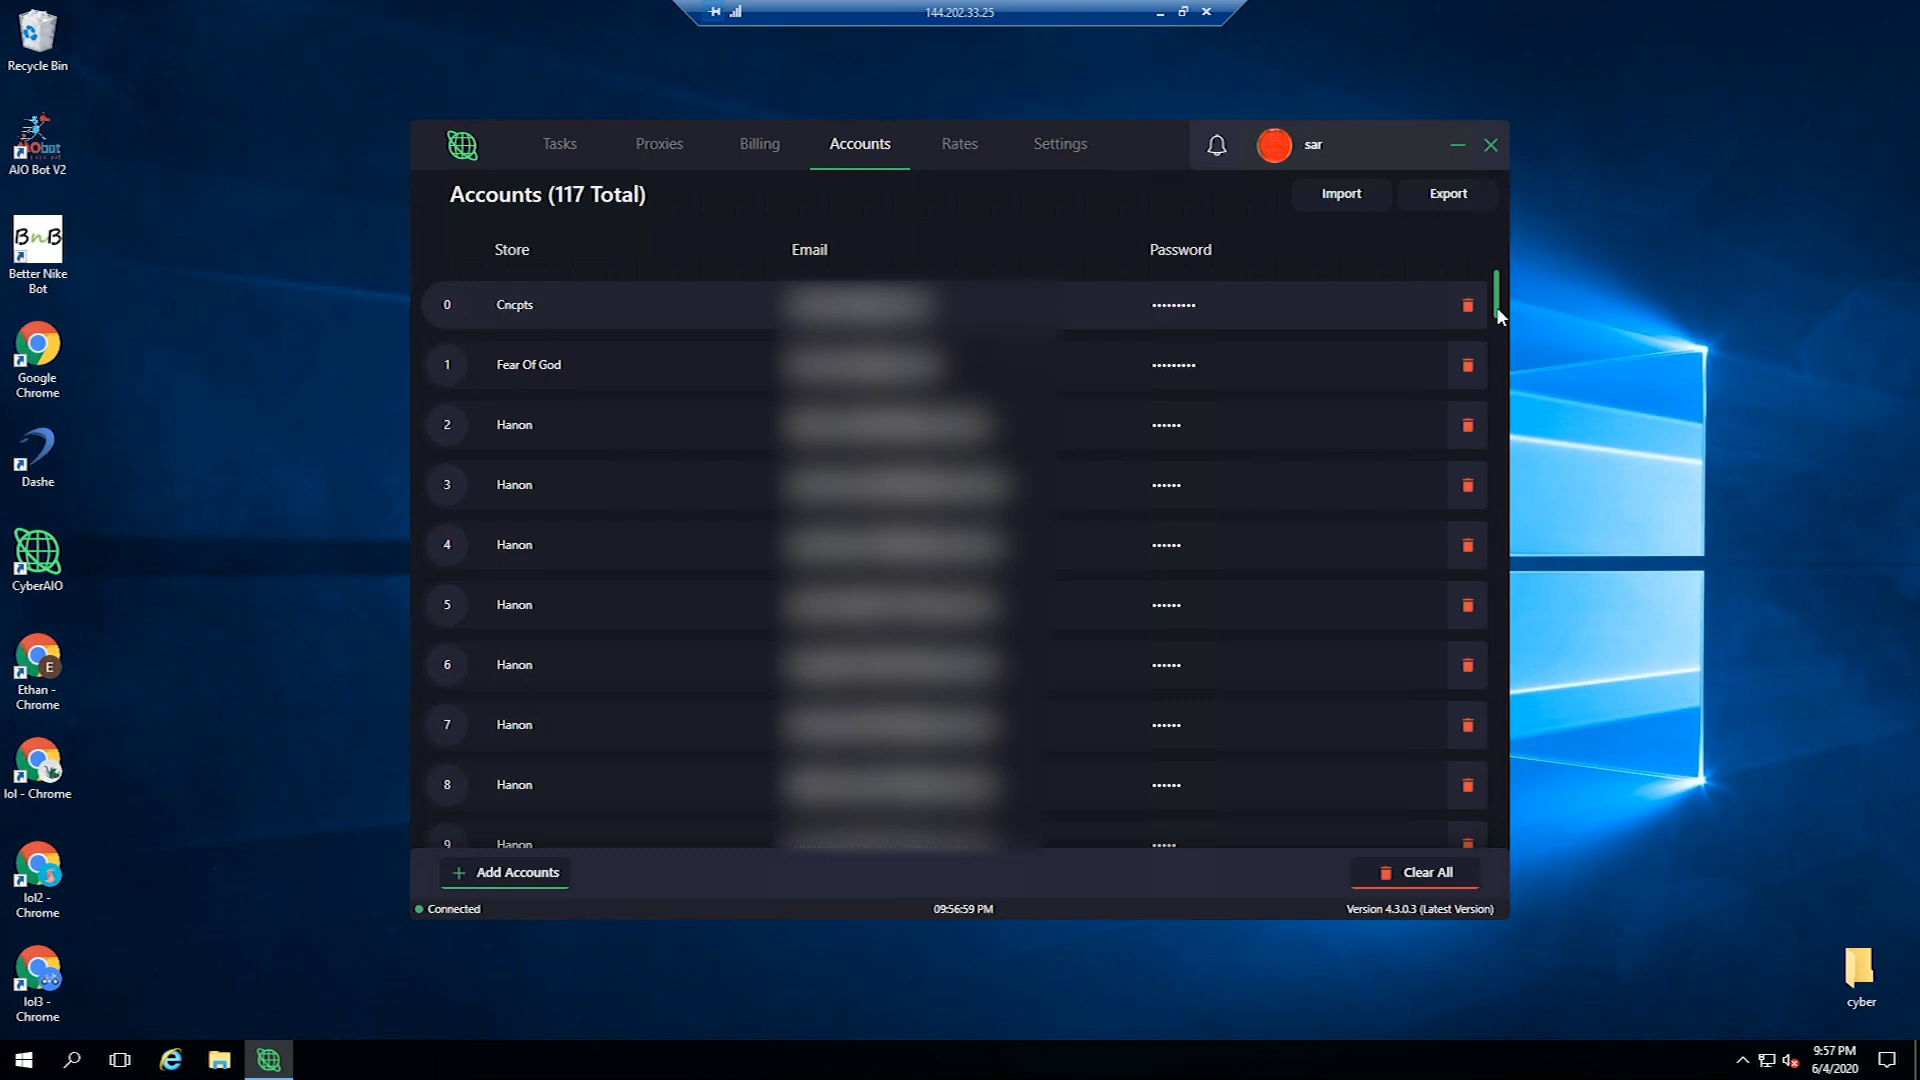 144.202.33.25
Recycle Bin
AIO Bot V2
BnB
Better Nike
Bot
Google
Chrome
Dashe
CyberAIO
E
Ethan -
Chrome
lol - Chrome
lol2 -
Chrome
lol3 -
Chrome
Tasks
Proxies
Billing
Accounts
Rates
Settings
sar
Accounts (117 Total)
Import
Export
Store
Email
Password
0
Cncpts
•••••••••
1
Fear Of God
•••••••••
2
Hanon
••••••
3
Hanon
••••••
4
Hanon
••••••
5
Hanon
••••••
6
Hanon
••••••
7
Hanon
••••••
8
Hanon
••••••
9
Hanon
Add Accounts
Clear All
Connected
09:56:59 PM
Version 4.3.0.3 (Latest Version)
cyber
9:57 PM
6/4/2020